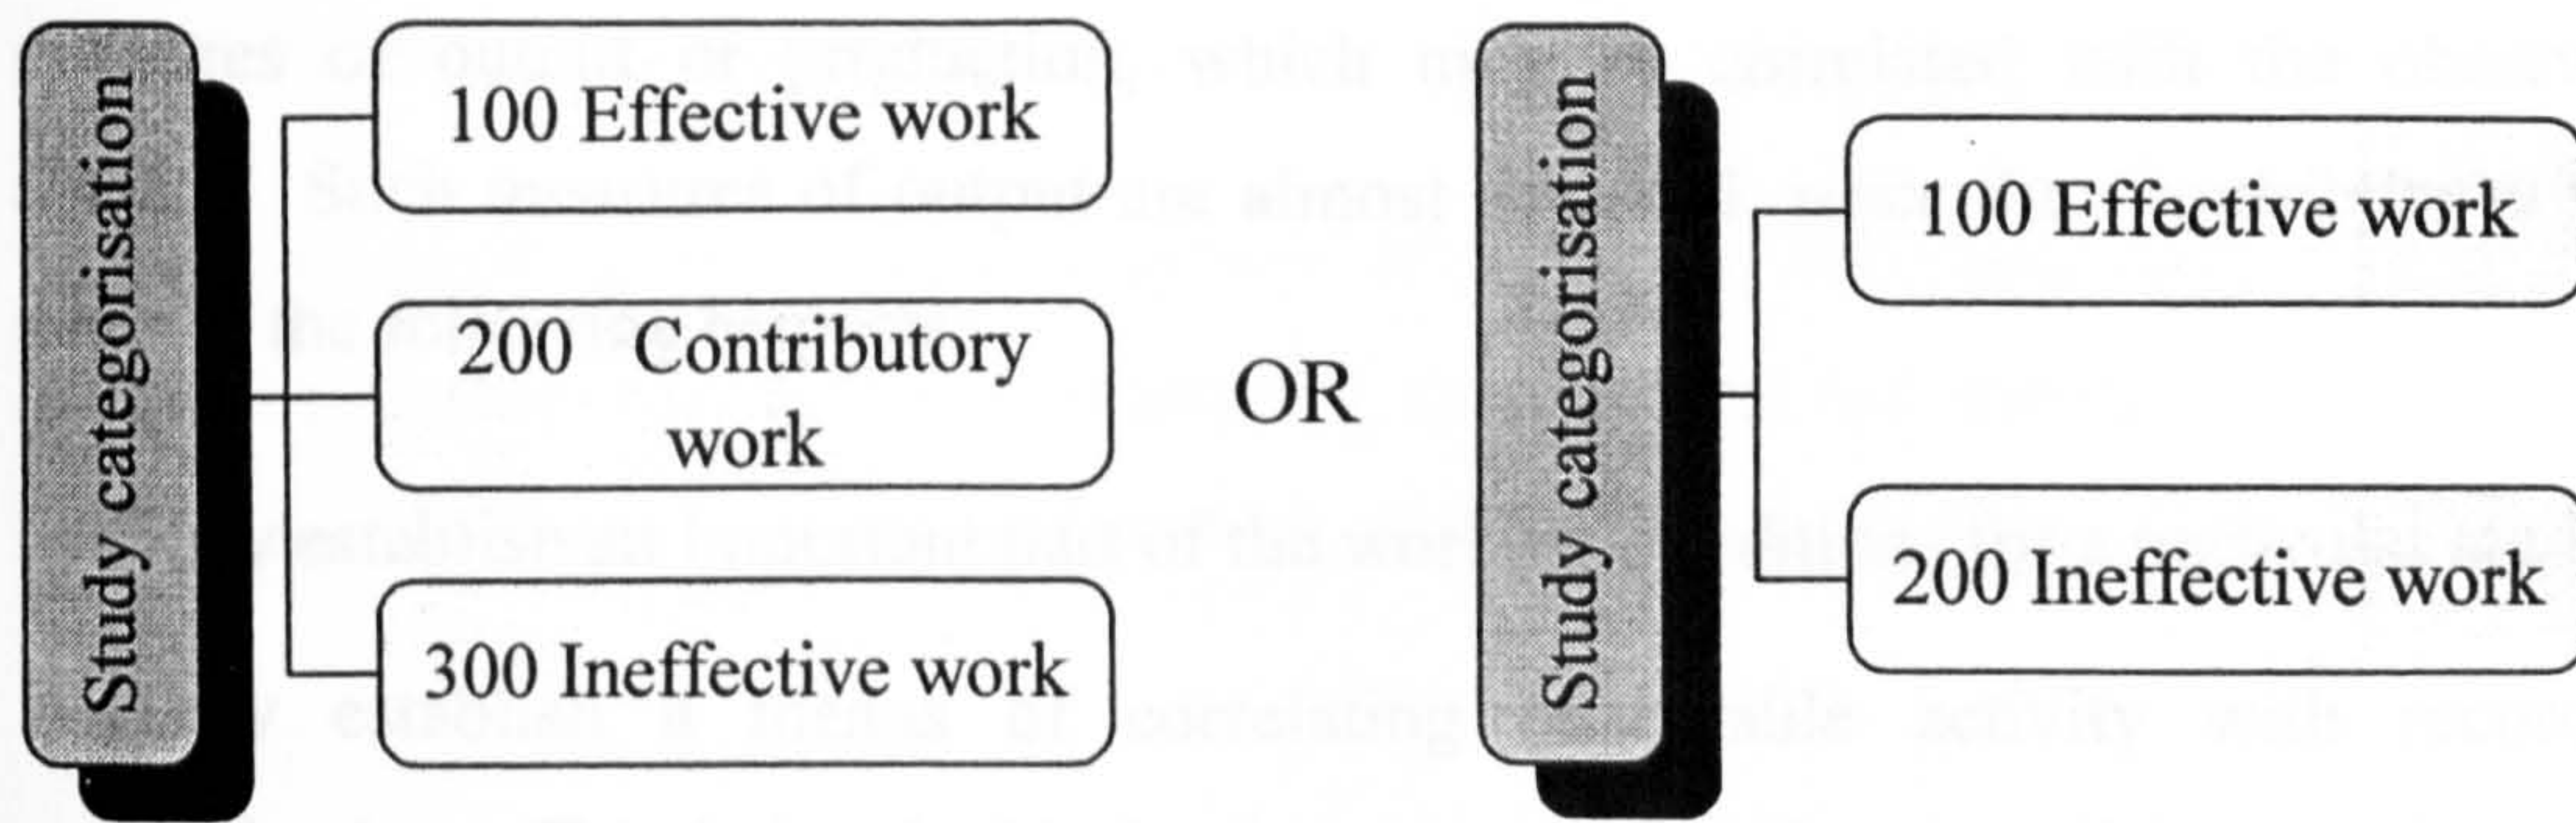 Study categorisation
100 Effective work
200 Contributory
work
300 Ineffective work
OR
Study categorisation
100 Effective work
200 Ineffective work